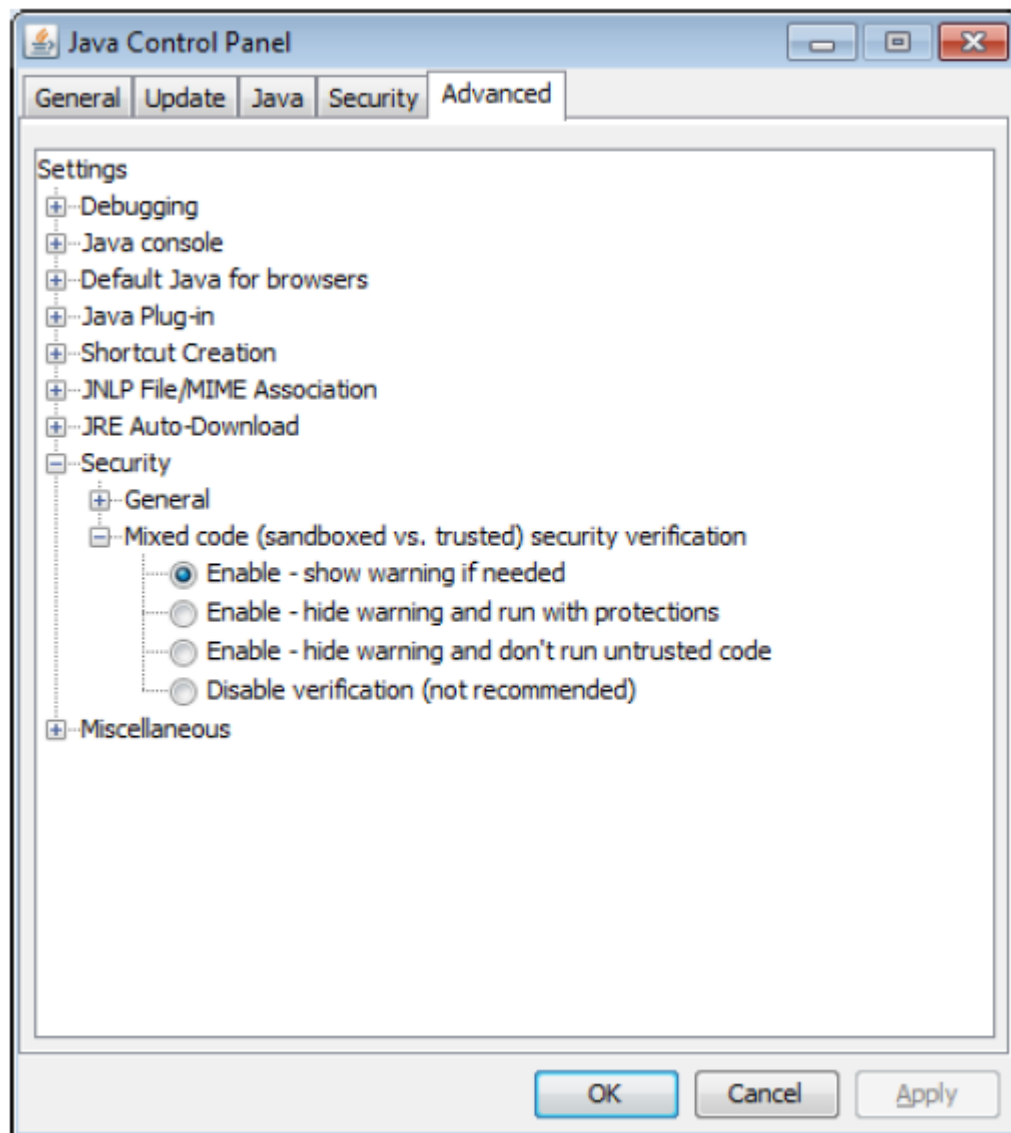 Java Control Panel
General Update Java Security Advanced
Settings
Debugging
Java console
Default Java for browsers
Java Plug-in
Shortcut Creation
JNLP File/MIME Association
JRE Auto-Download
Security
General
Mixed code (sandboxed vs. trusted) security verification
Enable - show warning if needed
Enable - hide warning and run with protections
Enable - hide warning and don't run untrusted code
Disable verification (not recommended)
Miscellaneous
OK Cancel Apply